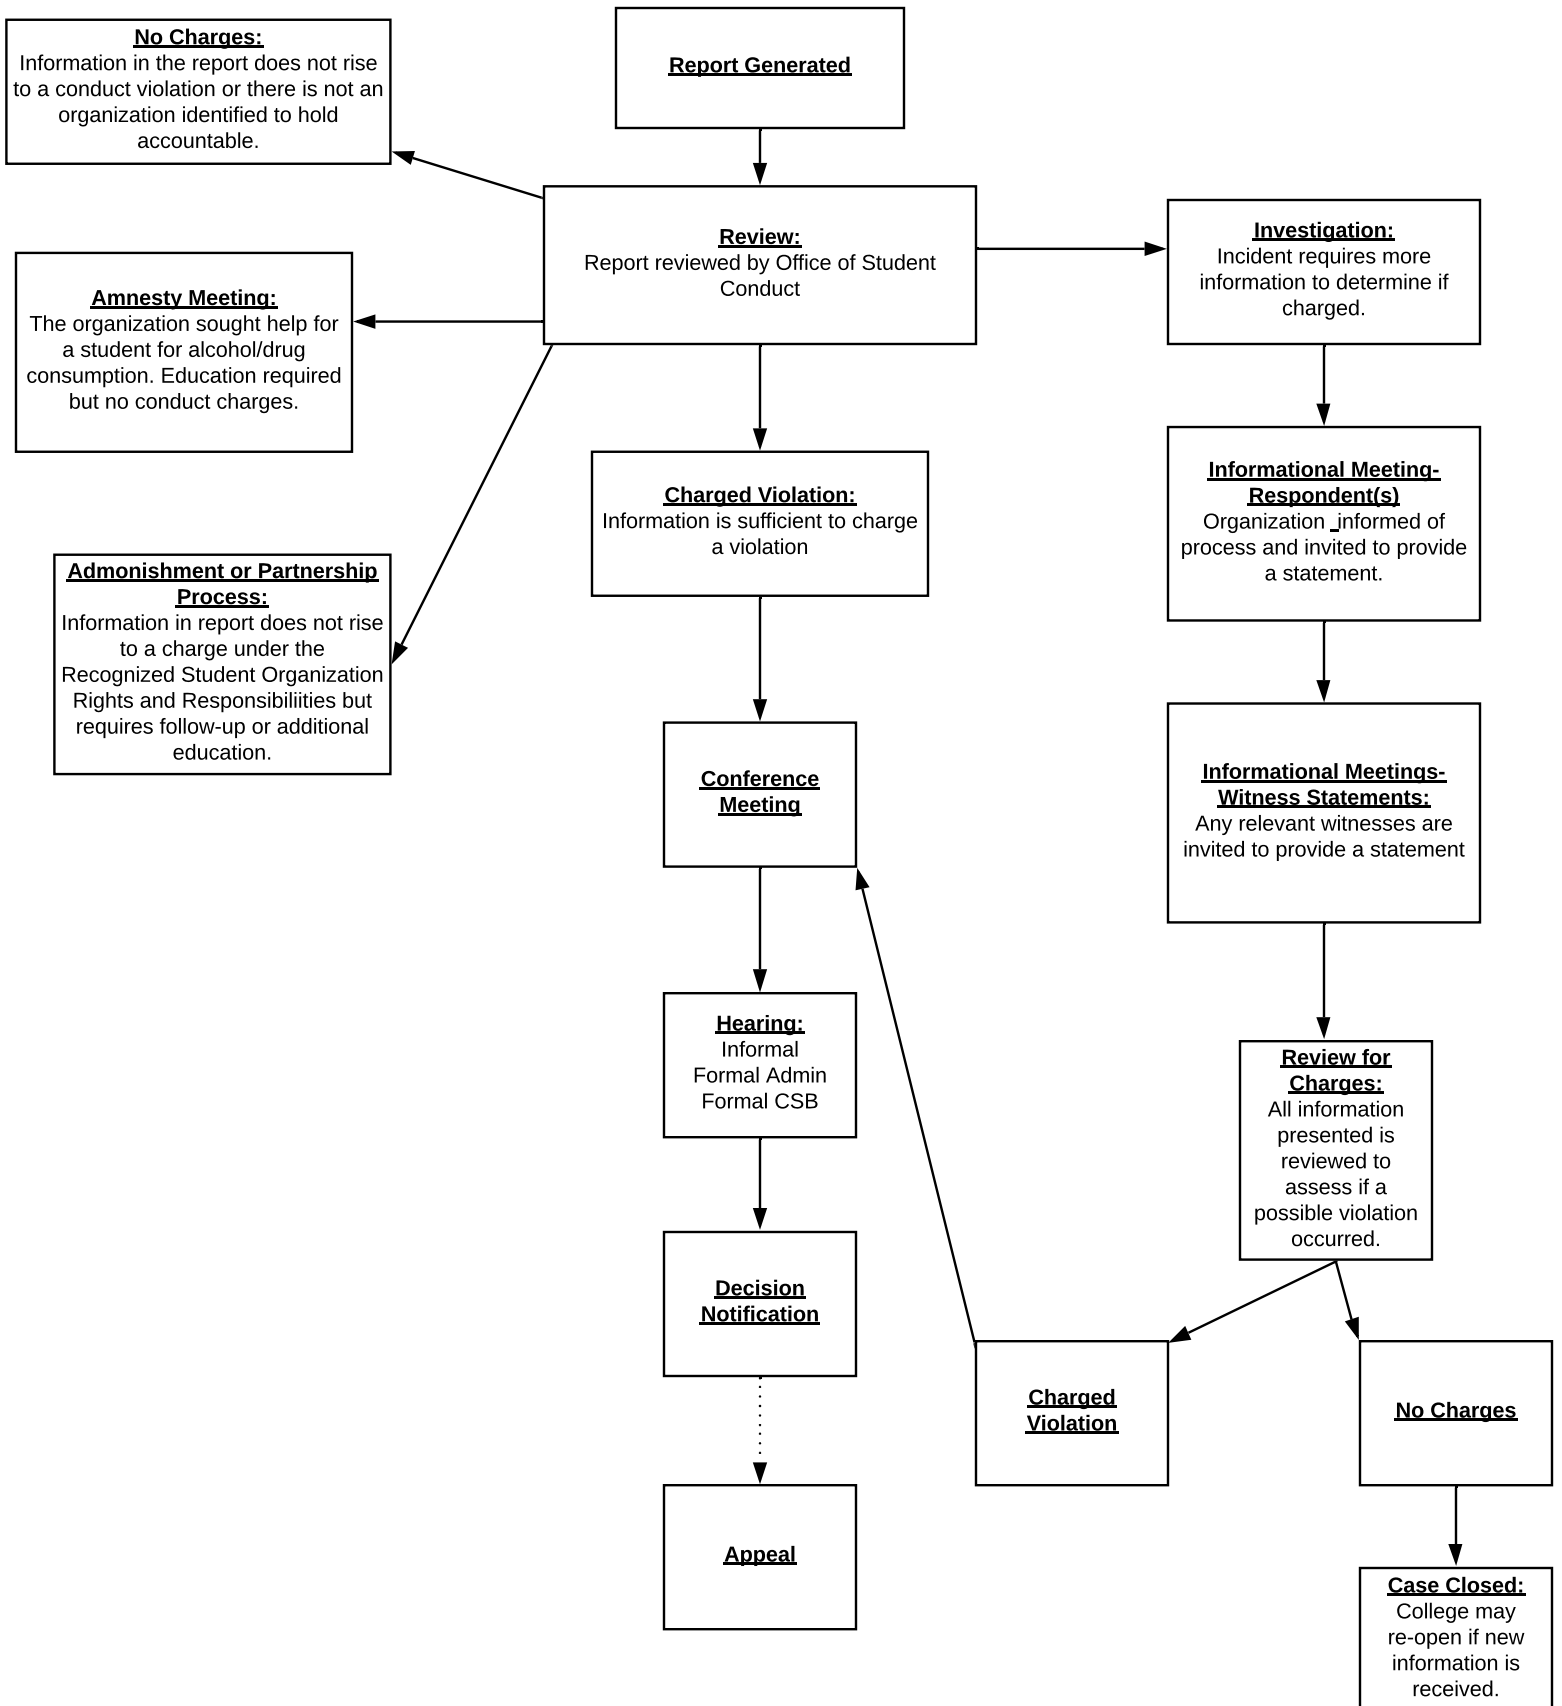 No Charges:
Information in the report does not rise
to a conduct violation or there is not an
organization identified to hold
accountable.
Report Generated
Review:
Report reviewed by Office of Student
Conduct
Investigation:
Incident requires more
information to determine if
charged.
Amnesty Meeting:
The organization sought help for
a student for alcohol/drug
consumption. Education required
but no conduct charges.
Charged Violation:
Information is sufficient to charge
a violation
Informational Meeting-
Respondent(s)
Organization informed of
process and invited to provide
a statement.
Admonishment or Partnership
Process:
Information in report does not rise
to a charge under the
Recognized Student Organization
Rights and Responsibiliities but
requires follow-up or additional
education.
Conference
Meeting
Informational Meetings-
Witness Statements:
Any relevant witnesses are
invited to provide a statement
Hearing:
Informal
Formal Admin
Formal CSB
Review for
Charges:
All information
presented is
reviewed to
assess if a
possible violation
occurred.
Decision
Notification
Charged
Violation
No Charges
Appeal
Case Closed:
College may
re-open if new
information is
received.